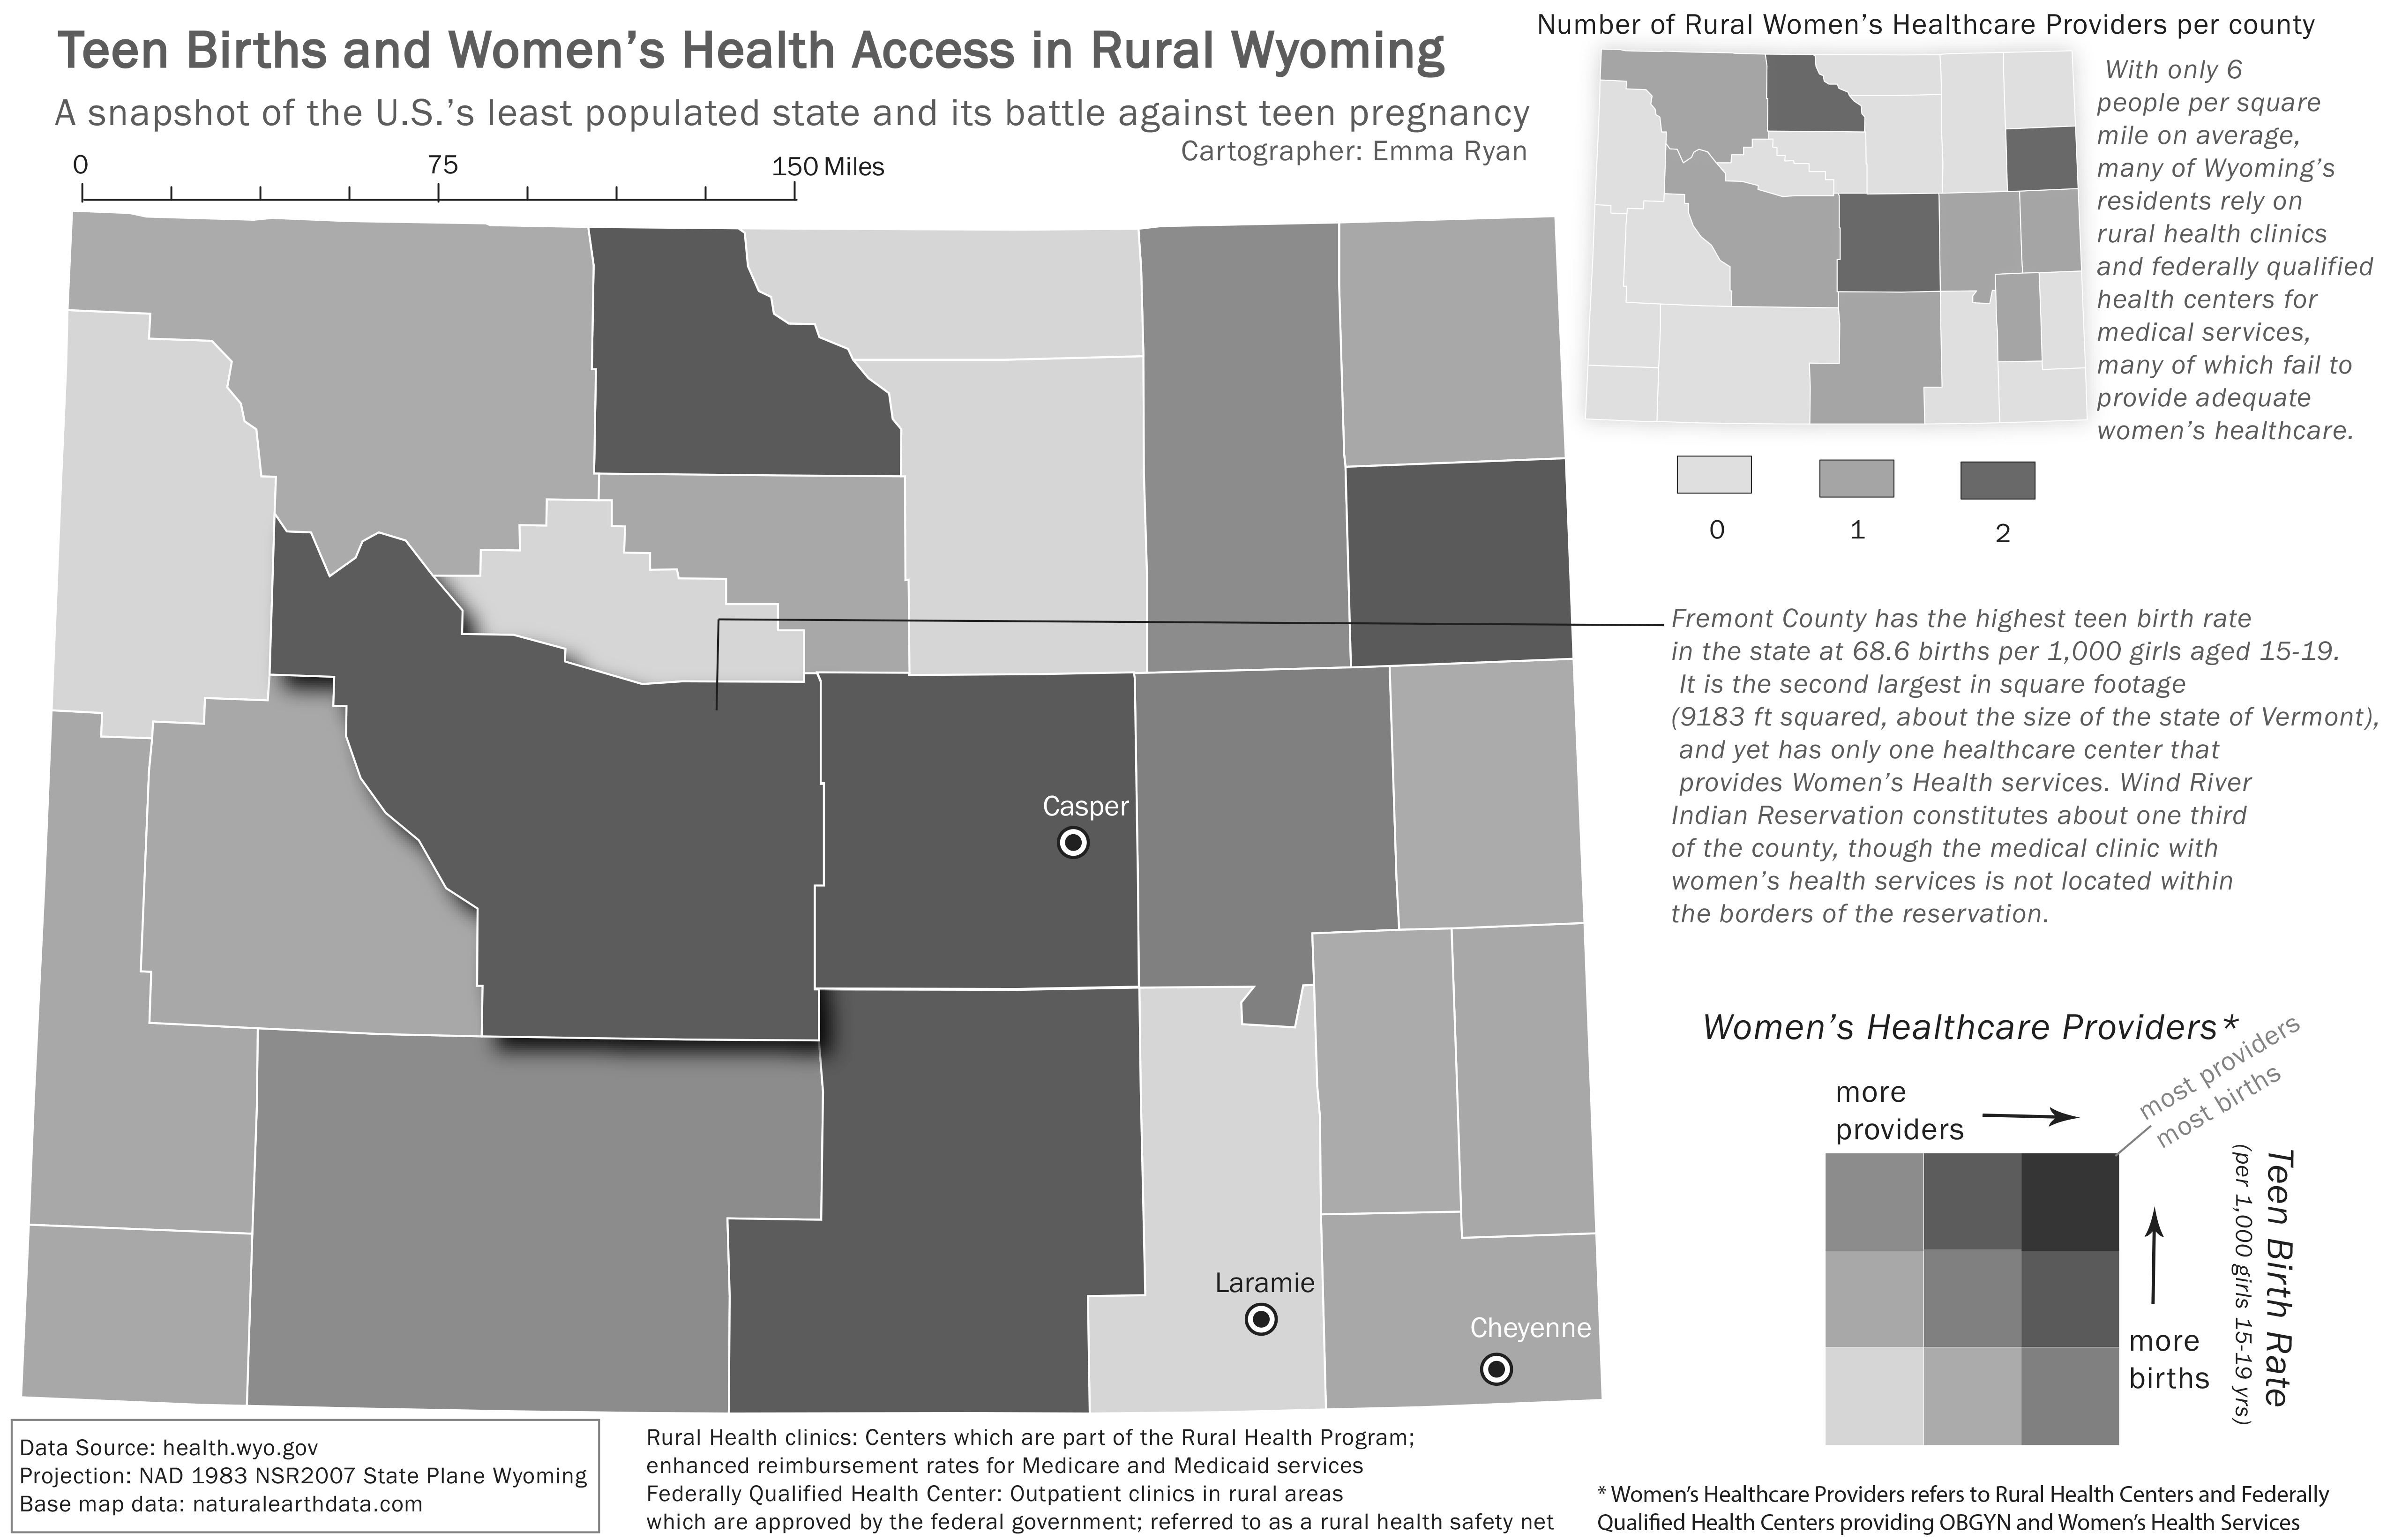 Teen Births and Women's Health Access in Rural Wyoming
A snapshot of the U.S.'s least populated state and its battle against teen pregnancy
Cartographer: Emma Ryan
0 75 150 Miles
Number of Rural Women's Healthcare Providers per county
With only 6
people per square
mile on average,
many of Wyoming's
residents rely on
rural health clinics
and federally qualified
health centers for
medical services,
many of which fail to
provide adequate
women's healthcare.
0 1 2
Fremont County has the highest teen birth rate
in the state at 68.6 births per 1,000 girls aged 15-19.
It is the second largest in square footage
(9183 ft squared, about the size of the state of Vermont),
and yet has only one healthcare center that
provides Women's Health services. Wind River
Indian Reservation constitutes about one third
of the county, though the medical clinic with
women's health services is not located within
the borders of the reservation.
Casper
Laramie
Cheyenne
Women's Healthcare Providers*
more
providers
most providers
most births
Teen Birth Rate
(per 1,000 girls 15-19 yrs)
more
births
* Women's Healthcare Providers refers to Rural Health Centers and Federally
Qualified Health Centers providing OBGYN and Women's Health Services
Data Source: health.wyo.gov
Projection: NAD 1983 NSR2007 State Plane Wyoming
Base map data: naturalearthdata.com
Rural Health clinics: Centers which are part of the Rural Health Program;
enhanced reimbursement rates for Medicare and Medicaid services
Federally Qualified Health Center: Outpatient clinics in rural areas
which are approved by the federal government; referred to as a rural health safety net